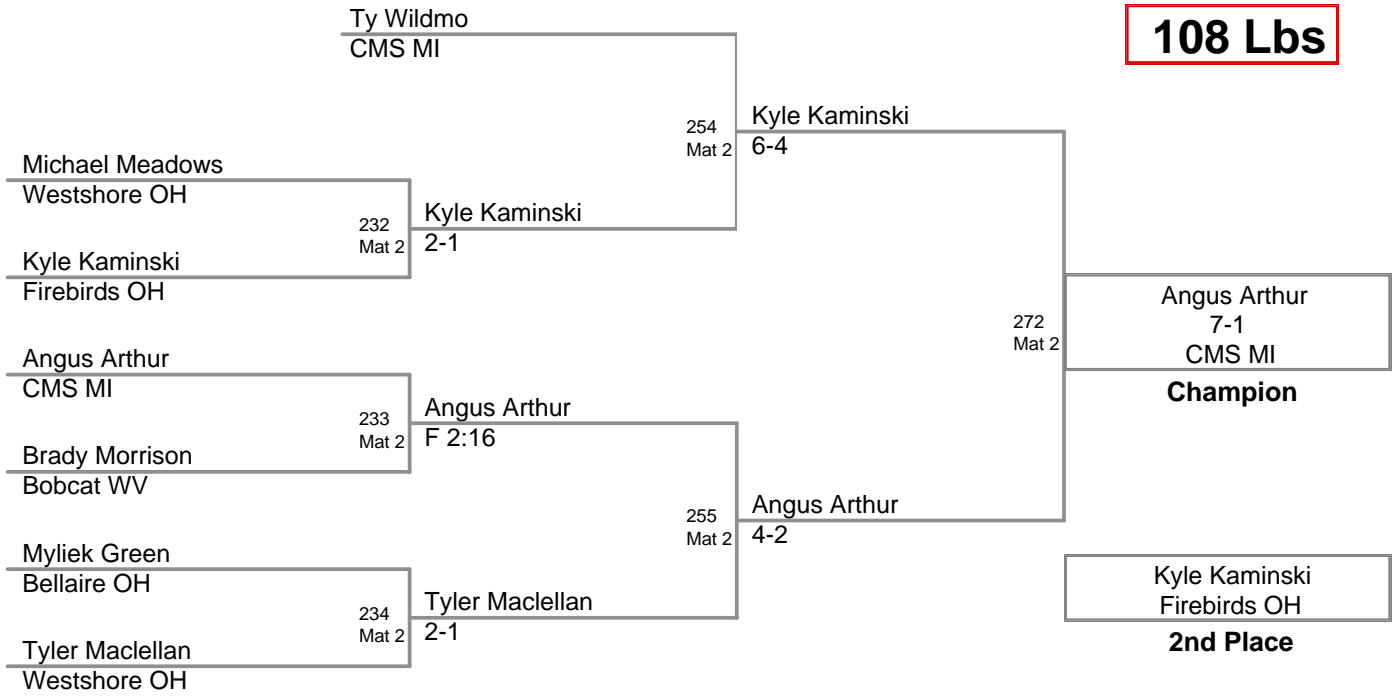 Ty Wildmo
CMS MI
108 Lbs
254
Mat 2
Kyle Kaminski
6-4
Michael Meadows
Westshore OH
232
Mat 2
Kyle Kaminski
2-1
Kyle Kaminski
Firebirds OH
272
Mat 2
Angus Arthur
7-1
CMS MI
Champion
Angus Arthur
CMS MI
233
Mat 2
Angus Arthur
F 2:16
Brady Morrison
Bobcat WV
255
Mat 2
Angus Arthur
4-2
Myliek Green
Bellaire OH
234
Mat 2
Tyler Maclellan
2-1
Tyler Maclellan
Westshore OH
Kyle Kaminski
Firebirds OH
2nd Place